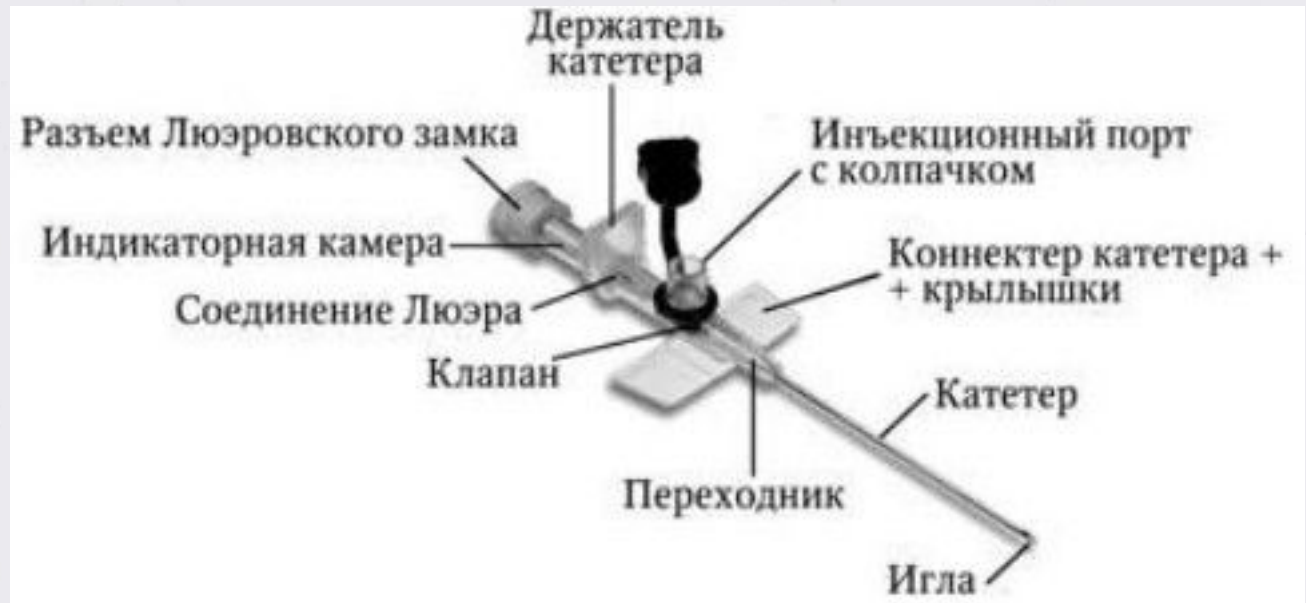 Держатель
катетера
Разъем Люэровского замка
Инъекционный порт
с колпачком
Индикаторная камера
Коннектер катетера +
+ крылышки
Соединение Люэра
Клапан
Катетер
Переходник
Игла